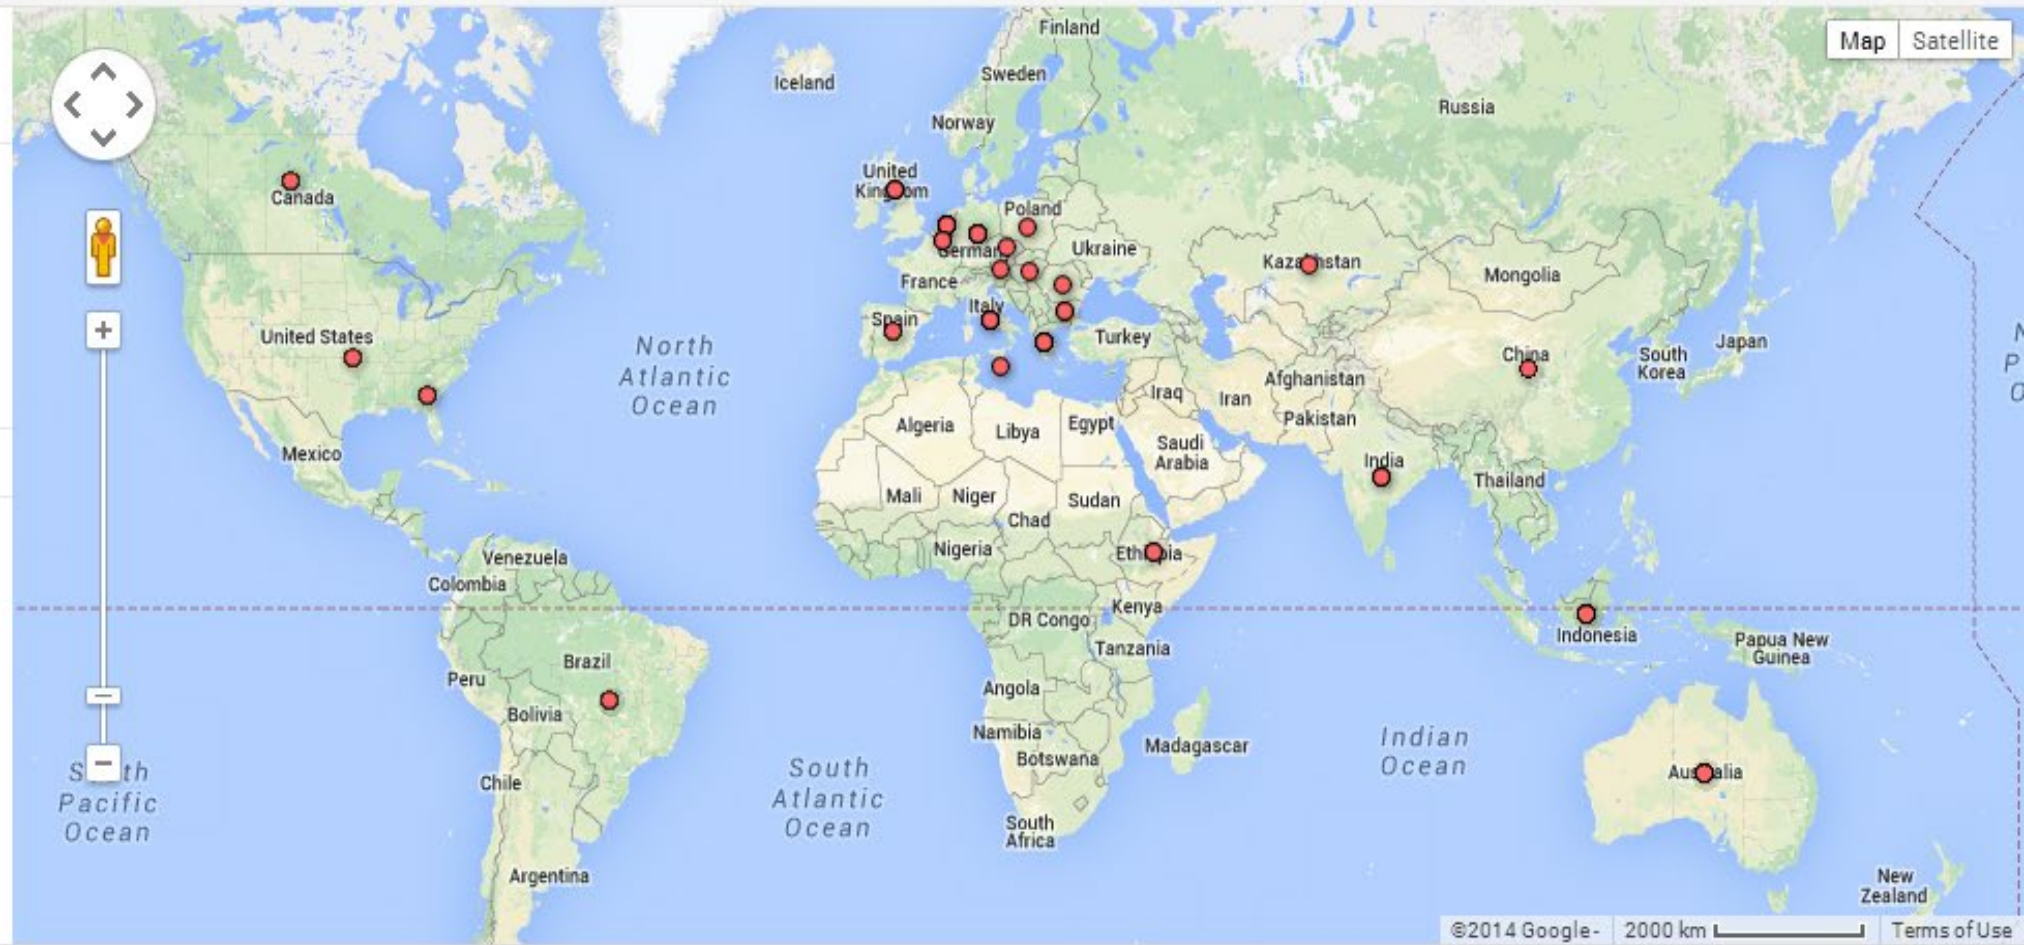 Finland
Map
Satellite
Iceland
Sweden
Russia
Norway
United
Kingdom
Canada
Poland
Germany
Ukraine
Kazakhstan
Mongolia
France
Italy
Spain
United States
Turkey
North
Atlantic
Ocean
China
South
Korea
Japan
Afghanistan
Iraq
Iran
Pakistan
Algeria
Libya
Egypt
Saudi
Arabia
Mexico
India
Thailand
Mali
Niger
Sudan
Chad
Nigeria
Ethiopia
Venezuela
Colombia
Kenya
DR Congo
Tanzania
Indonesia
Papua New
Guinea
Brazil
Peru
Angola
Bolivia
Namibia
Botswana
Madagascar
Indian
Ocean
Australia
Chile
South
Pacific
Ocean
South
Atlantic
Ocean
South
Africa
Argentina
New
Zealand
©2014 Google-
2000 km
Terms of Use